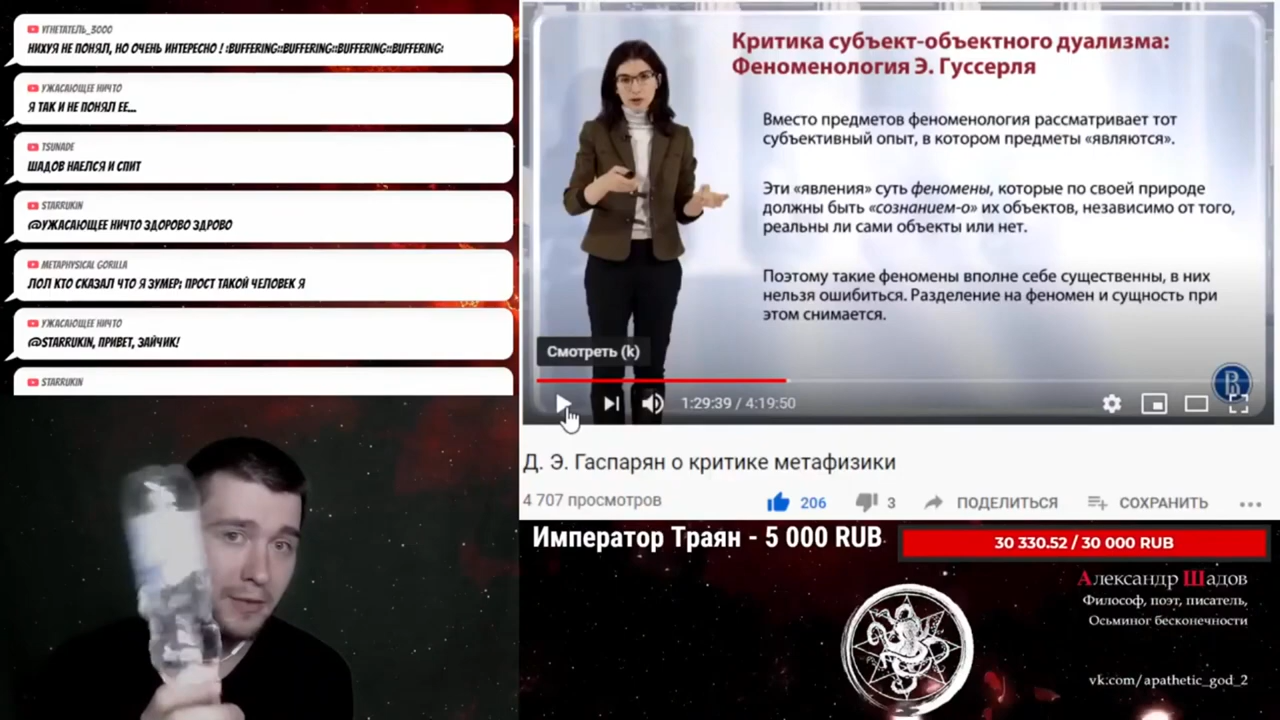 УГНЕТАТЕЛЬ_3000
НИХУЯ НЕ ПОНЯЛ, НО ОЧЕНЬ ИНТЕРЕСНО ! :BUFFERING::BUFFERING::BUFFERING::BUFFERING:
УЖАСАЮЩЕЕ НИЧТО
Я ТАК И НЕ ПОНЯЛ ЕЕ...
TSUNADE
ШАДОВ НАЕЛСЯ И СПИТ
STARRUKIN
@УЖАСАЮЩЕЕ НИЧТО ЗДОРОВО ЗДРОВО
METAPHYSICAL GORILLA
ЛОЛ КТО СКАЗАЛ ЧТО Я ЗУМЕР; ПРОСТ ТАКОЙ ЧЕЛОВЕК Я
УЖАСАЮЩЕЕ НИЧТО
@STARRUKIN, ПРИВЕТ, ЗАЙЧИК!
STARRUKIN
Критика субъект-объектного дуализма:
Феноменология Э. Гуссерля
Вместо предметов феноменология рассматривает тот
субъективный опыт, в котором предметы «являются».
Эти «явления» суть феномены, которые по своей природе
должны быть «сознанием-о» их объектов, независимо от того,
реальны ли сами объекты или нет.
Поэтому такие феномены вполне себе существенны, в них
нельзя ошибиться. Разделение на феномен и сущность при
этом снимается.
Смотреть (k)
1:29:39 / 4:19:50
Д. Э. Гаспарян о критике метафизики
4 707 просмотров
206
3
ПОДЕЛИТЬСЯ
СОХРАНИТЬ
Император Траян - 5 000 RUB
30 330.52 / 30 000 RUB
Александр Шадов
Философ, поэт, писатель,
Осьминог бесконечности
vk.com/apathetic_god_2